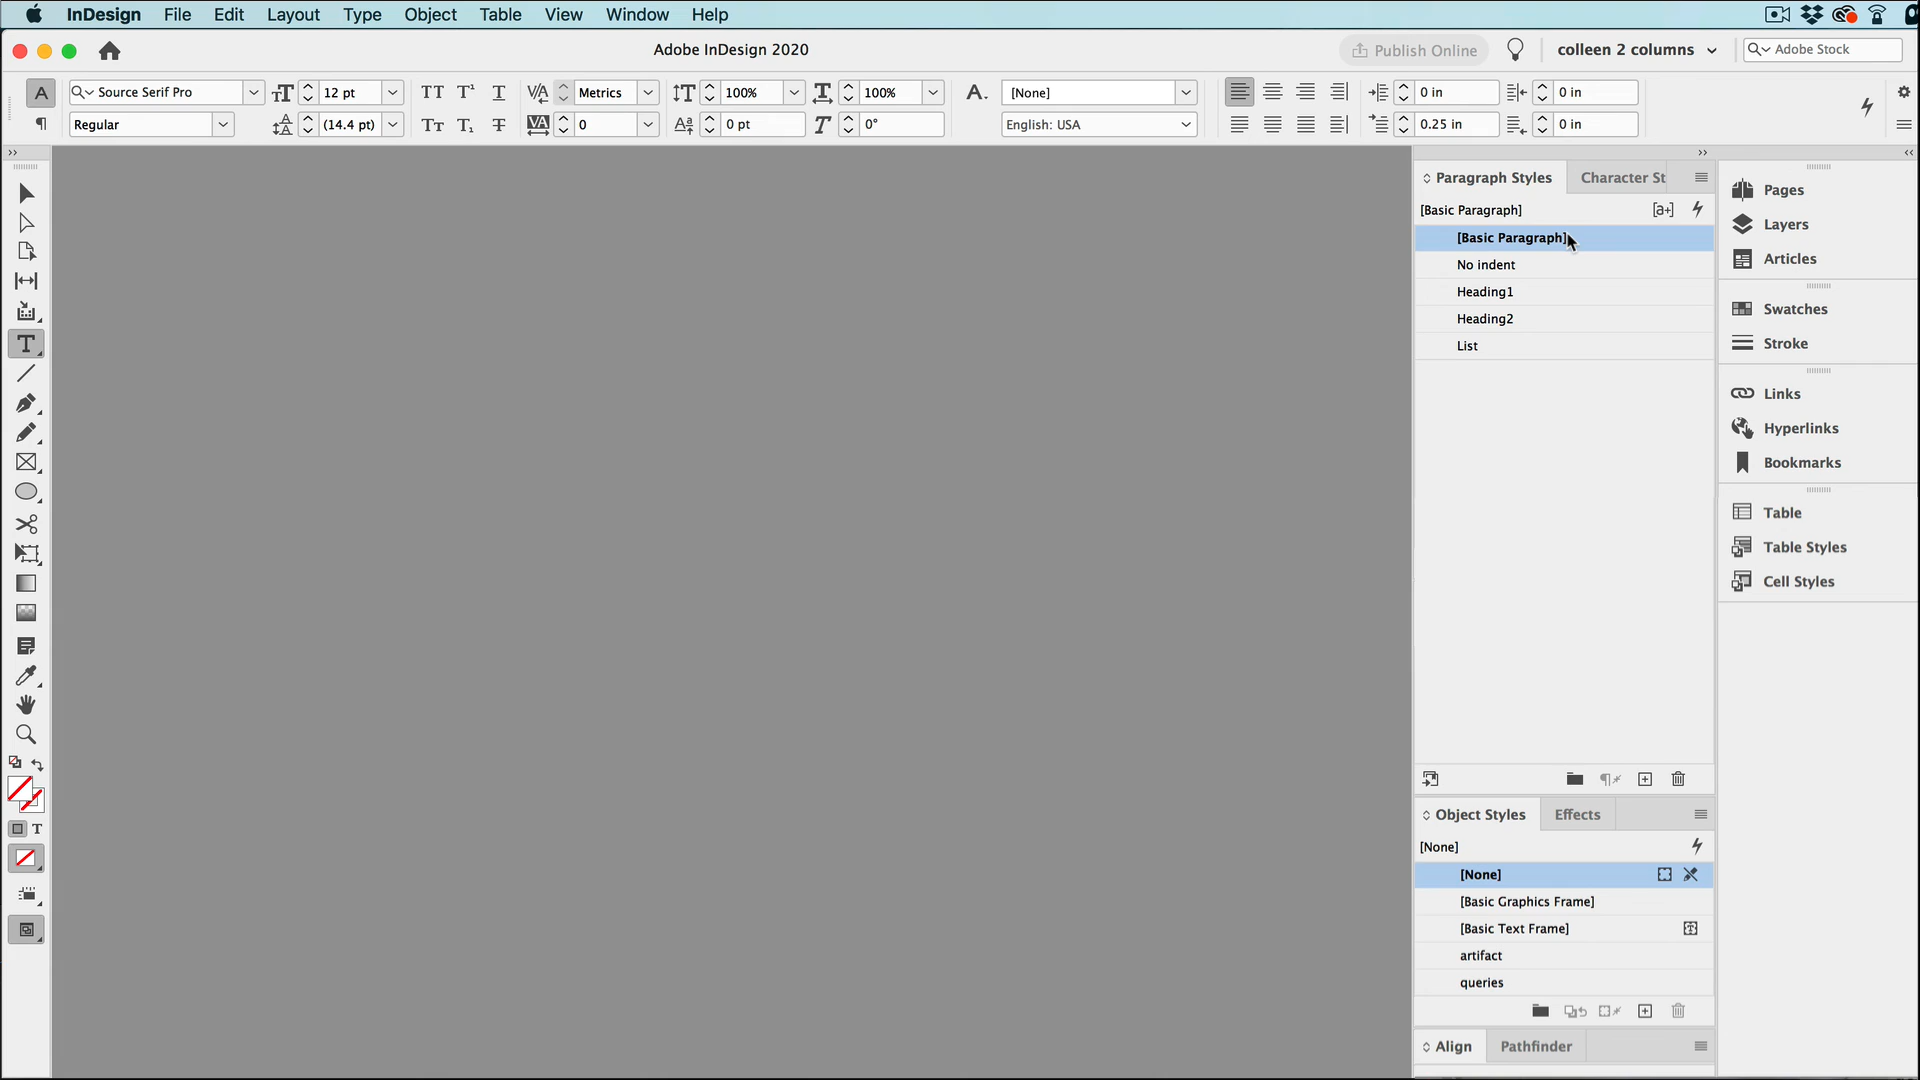 InDesign File Edit Layout Type Object Table View Window Help
Adobe InDesign 2020
Publish Online
colleen 2 columns
Adobe Stock
Source Serif Pro
12 pt
Metrics
100%
100%
[None]
0 in
0 in
Regular
(14.4 pt)
0
0 pt
0°
English: USA
0.25 in
0 in
Paragraph Styles
Character St
[Basic Paragraph]
[a+]
[Basic Paragraph]
No indent
Heading1
Heading2
List
Object Styles
Effects
[None]
[None]
[Basic Graphics Frame]
[Basic Text Frame]
artifact
queries
Align
Pathfinder
Pages
Layers
Articles
Swatches
Stroke
Links
Hyperlinks
Bookmarks
Table
Table Styles
Cell Styles